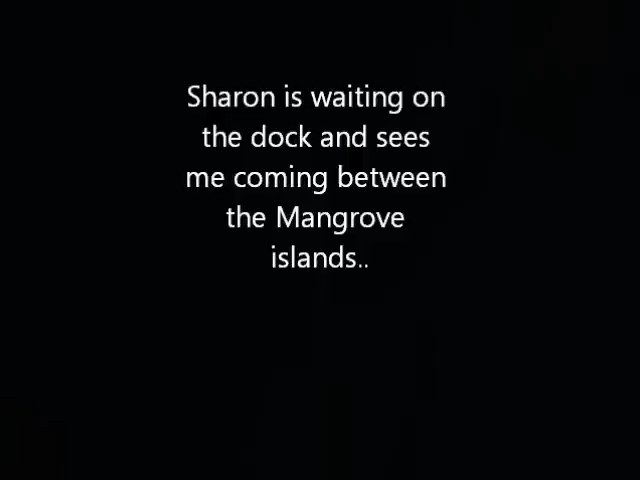 Sharon is waiting on
the dock and sees
me coming between
the Mangrove
islands..